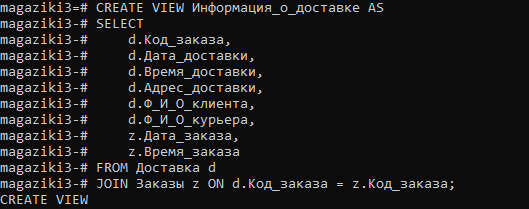 magaziki3=# CREATE VIEW Информация_о_доставке AS
magaziki3-# SELECT
magaziki3-#     d.Код_заказа,
magaziki3-#     d.Дата_доставки,
magaziki3-#     d.Время_доставки,
magaziki3-#     d.Адрес_доставки,
magaziki3-#     d.Ф_И_О_клиента,
magaziki3-#     d.Ф_И_О_курьера,
magaziki3-#     z.Дата_заказа,
magaziki3-#     z.Время_заказа
magaziki3-# FROM Доставка d
magaziki3-# JOIN Заказы z ON d.Код_заказа = z.Код_заказа;
CREATE VIEW